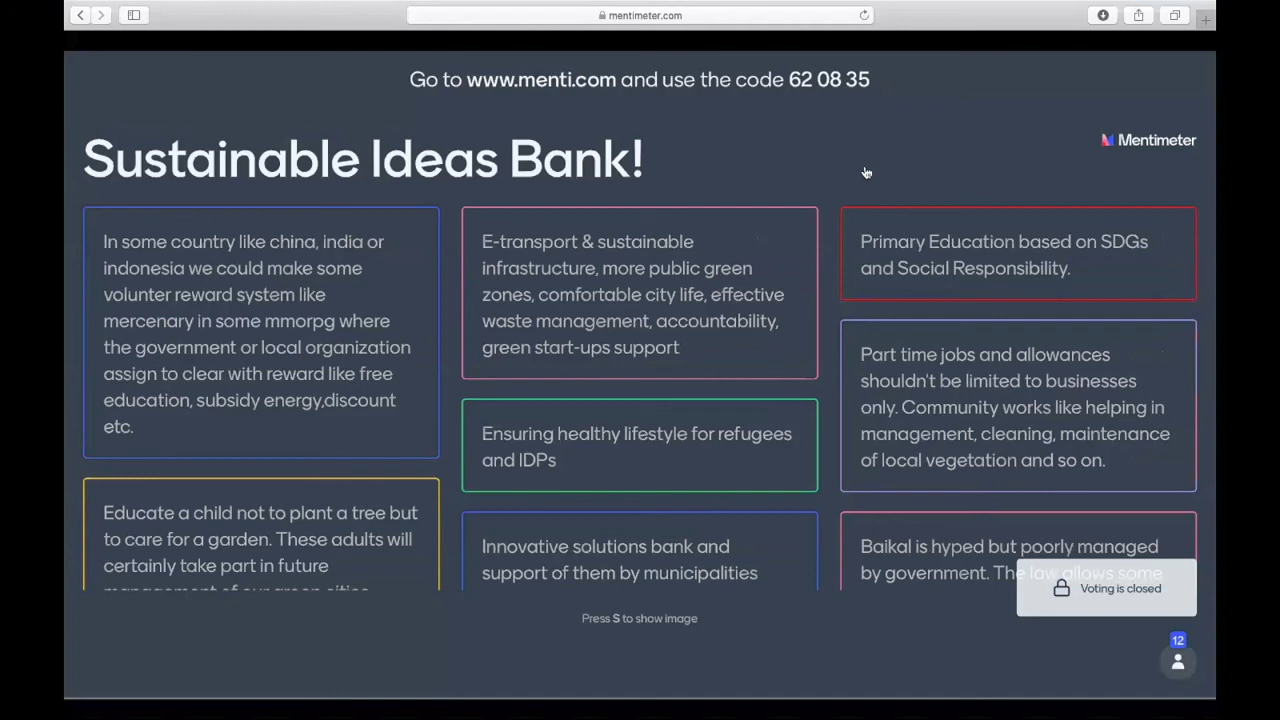 mentimeter.com
Go to www.menti.com and use the code 62 08 35
Mentimeter
Sustainable Ideas Bank!
In some country like china, india or
indonesia we could make some
volunter reward system like
mercenary in some mmorpg where
the government or local organization
assign to clear with reward like free
education, subsidy energy,discount
etc.
Educate a child not to plant a tree but
to care for a garden. These adults will
certainly take part in future
management of our green cities
E-transport & sustainable
infrastructure, more public green
zones, comfortable city life, effective
waste management, accountability,
green start-ups support
Ensuring healthy lifestyle for refugees
and IDPs
Innovative solutions bank and
support of them by municipalities
Primary Education based on SDGs
and Social Responsibility.
Part time jobs and allowances
shouldn't be limited to businesses
only. Community works like helping in
management, cleaning, maintenance
of local vegetation and so on.
Baikal is hyped but poorly managed
by government. The law allows some
Voting is closed
Press S to show image
12